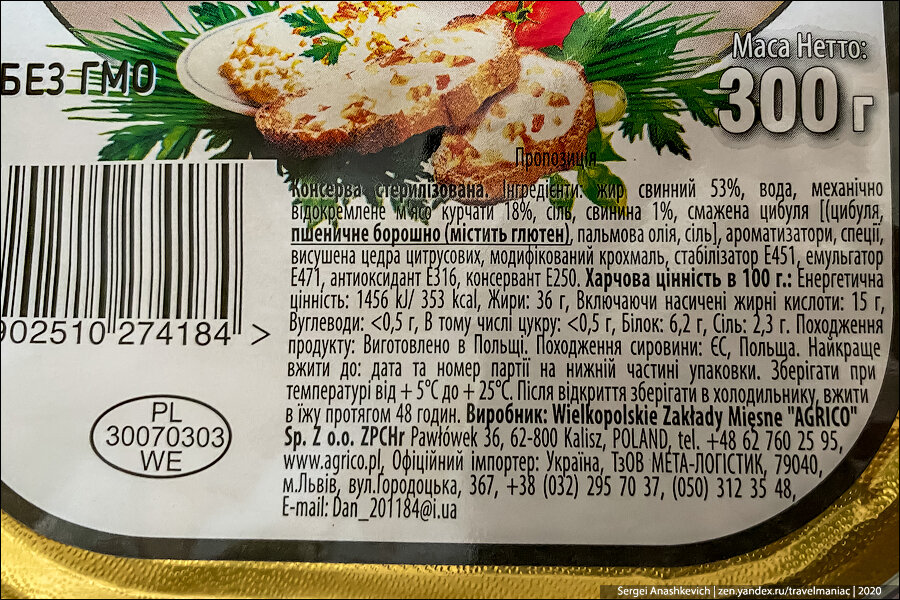 БЕЗ ГМО
Маса Нетто:
300 г
Пропозиція
Консерва стерилізована. Інгредієнти: жир свинний 53%, вода, механічно
відокремлене м'ясо курчати 18%, сіль, свинина 1%, смажена цибуля [(цибуля,
пшеничне борошно (містить глютен), пальмова олія, сіль], ароматизатори, спеції,
висушена цедра цитрусових, модифікований крохмаль, стабілізатор Е451, емульгатор
Е471, антиоксидант Е316, консервант Е250. Харчова цінність в 100 г.: Енергетична
цінність: 1456 kJ/ 353 kcal, Жири: 36 г, Включаючи насичені жирні кислоти: 15 г,
Вуглеводи: <0,5 г, В тому числі цукру: <0,5 г, Білок: 6,2 г, Сіль: 2,3 г. Походження
продукту: Виготовлено в Польщі. Походження сировини: ЄС, Польща. Найкраще
вжити до: дата та номер партії на нижній частині упаковки. Зберігати при
температурі від + 5°С до + 25°С. Після відкриття зберігати в холодильнику, вжити
в їжу протягом 48 годин. Виробник: Wielkopolskie Zakłady Mięsne "AGRICO"
Sp. Z o.o. ZPCHr Pawłówek 36, 62-800 Kalisz, POLAND, tel. +48 62 760 25 95,
www.agrico.pl, Офіційний імпортер: Україна, ТзОВ МЕТА-ЛОГІСТИК, 79040,
м.Львів, вул.Городоцька, 367, +38 (032) 295 70 37, (050) 312 35 48,
E-mail: Dan_201184@i.ua
902510 274184 >
PL
30070303
WE
Sergei Anashkevich | zen.yandex.ru/travelmaniac | 2020